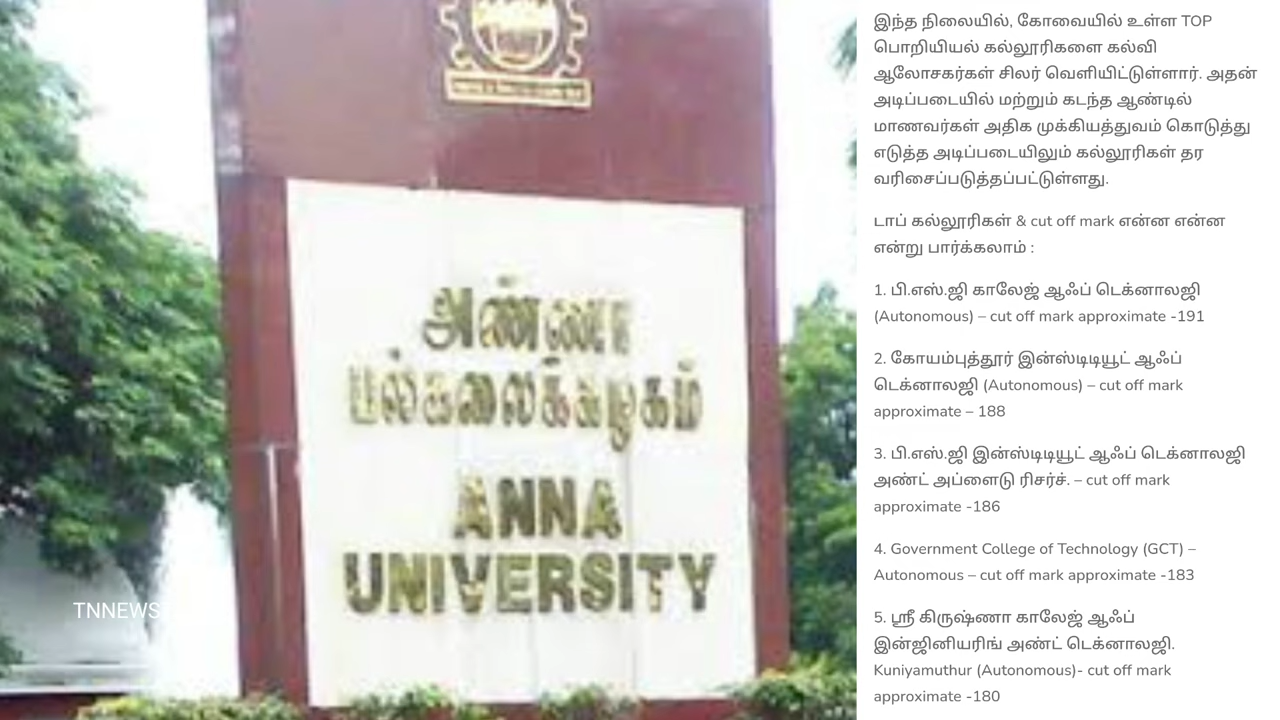 அண்ணா
பல்கலைக்கழகம்
ANNA
UNIVERSITY
TNNEWS
இந்த நிலையில், கோவையில் உள்ள TOP
பொறியியல் கல்லூரிகளை கல்வி
ஆலோசகர்கள் சிலர் வெளியிட்டுள்ளார். அதன்
அடிப்படையில் மற்றும் கடந்த ஆண்டில்
மாணவர்கள் அதிக முக்கியத்துவம் கொடுத்து
எடுத்த அடிப்படையிலும் கல்லூரிகள் தர
வரிசைப்படுத்தப்பட்டுள்ளது.
டாப் கல்லூரிகள் & cut off mark என்ன என்ன
என்று பார்க்கலாம் :
1. பி.எஸ்.ஜி காலேஜ் ஆஃப் டெக்னாலஜி
(Autonomous) – cut off mark approximate -191
2. கோயம்புத்தூர் இன்ஸ்டிடியூட் ஆஃப்
டெக்னாலஜி (Autonomous) – cut off mark
approximate – 188
3. பி.எஸ்.ஜி இன்ஸ்டிடியூட் ஆஃப் டெக்னாலஜி
அண்ட் அப்ளைடு ரிசர்ச். – cut off mark
approximate -186
4. Government College of Technology (GCT) –
Autonomous – cut off mark approximate -183
5. ஸ்ரீ கிருஷ்ணா காலேஜ் ஆஃப்
இன்ஜினியரிங் அண்ட் டெக்னாலஜி.
Kuniyamuthur (Autonomous)- cut off mark
approximate -180